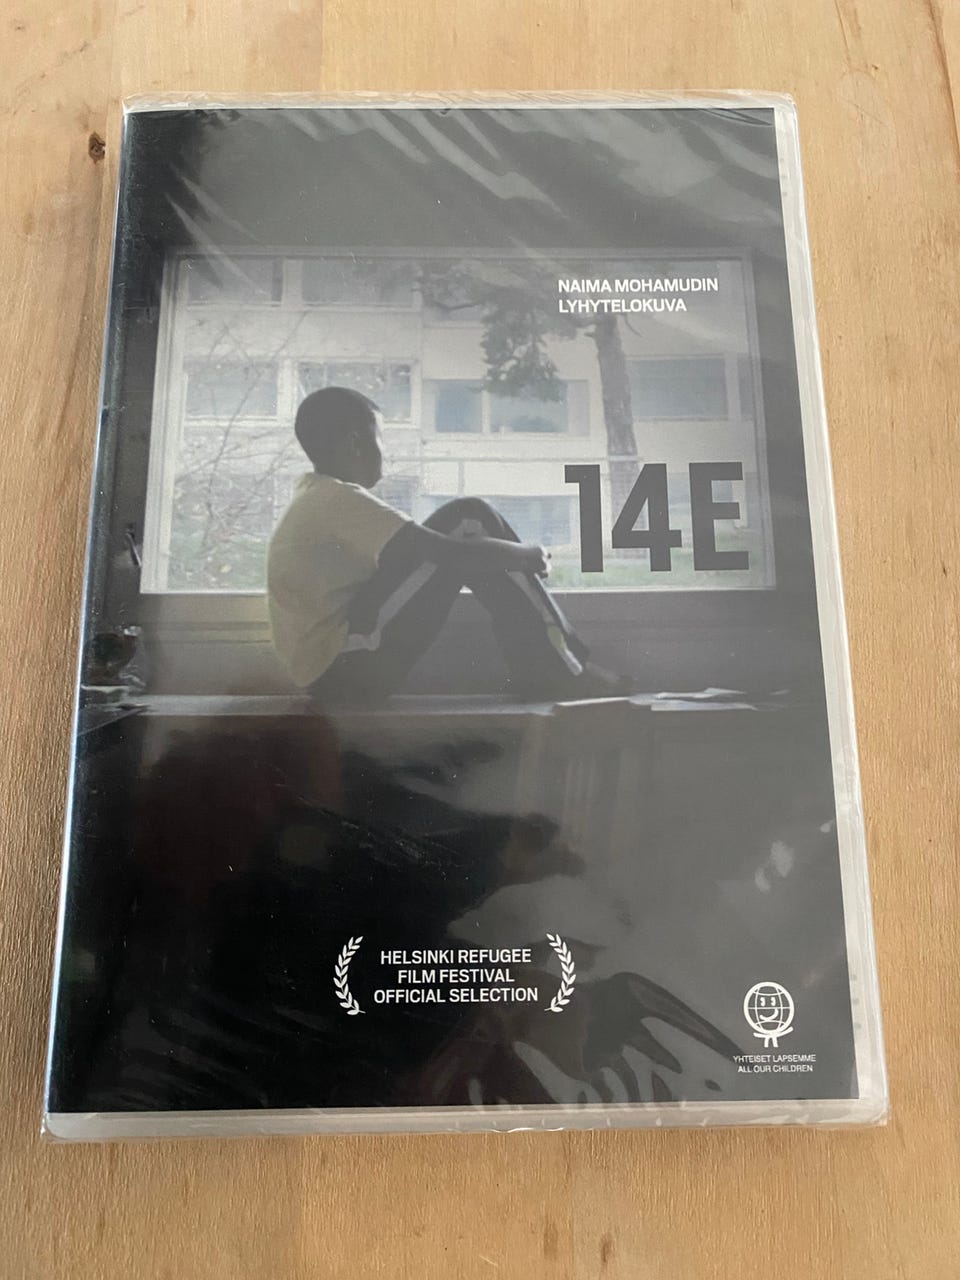 NAIMA MOHAMUDIN
LYHYTELOKUVA
14E
HELSINKI REFUGEE
FILM FESTIVAL
OFFICIAL SELECTION
YHTEISET LAPSEMME
ALL OUR CHILDREN